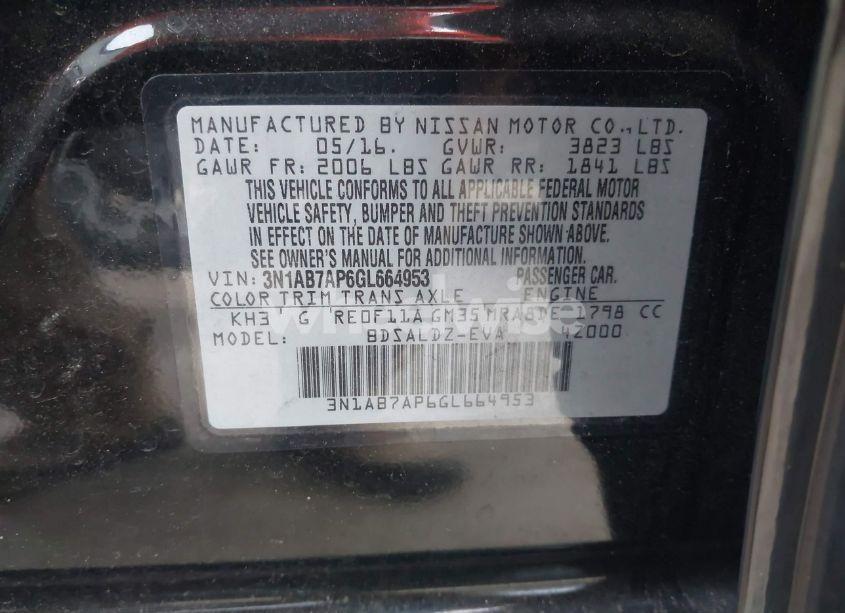 MANUFACTURED BY NISSAN MOTOR CO., LTD.
DATE: 05/16. GVWR: 3823 LBS
GAWR FR: 2006 LBS GAWR RR: 1841 LBS
THIS VEHICLE CONFORMS TO ALL APPLICABLE FEDERAL MOTOR
VEHICLE SAFETY, BUMPER AND THEFT PREVENTION STANDARDS
IN EFFECT ON THE DATE OF MANUFACTURE SHOWN ABOVE.
SEE OWNER'S MANUAL FOR ADDITIONAL INFORMATION.
VIN: 3N1AB7AP6GL664953 PASSENGER CAR.
COLOR TRIM TRANS AXLE ENGINE
KH3 G RE0F11A GM35 MRA8DE 1798 CC
MODEL: BDSALDZ-EVA 42000
3N1AB7AP6GL664953